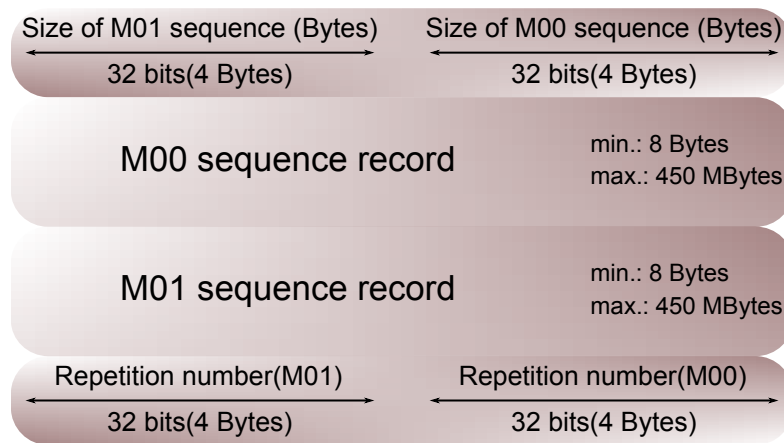 Size of M01 sequence (Bytes) Size of M00 sequence (Bytes)
32 bits(4 Bytes) 32 bits(4 Bytes)
M00 sequence record
min.: 8 Bytes
max.: 450 MBytes
M01 sequence record
min.: 8 Bytes
max.: 450 MBytes
Repetition number(M01) Repetition number(M00)
32 bits(4 Bytes) 32 bits(4 Bytes)